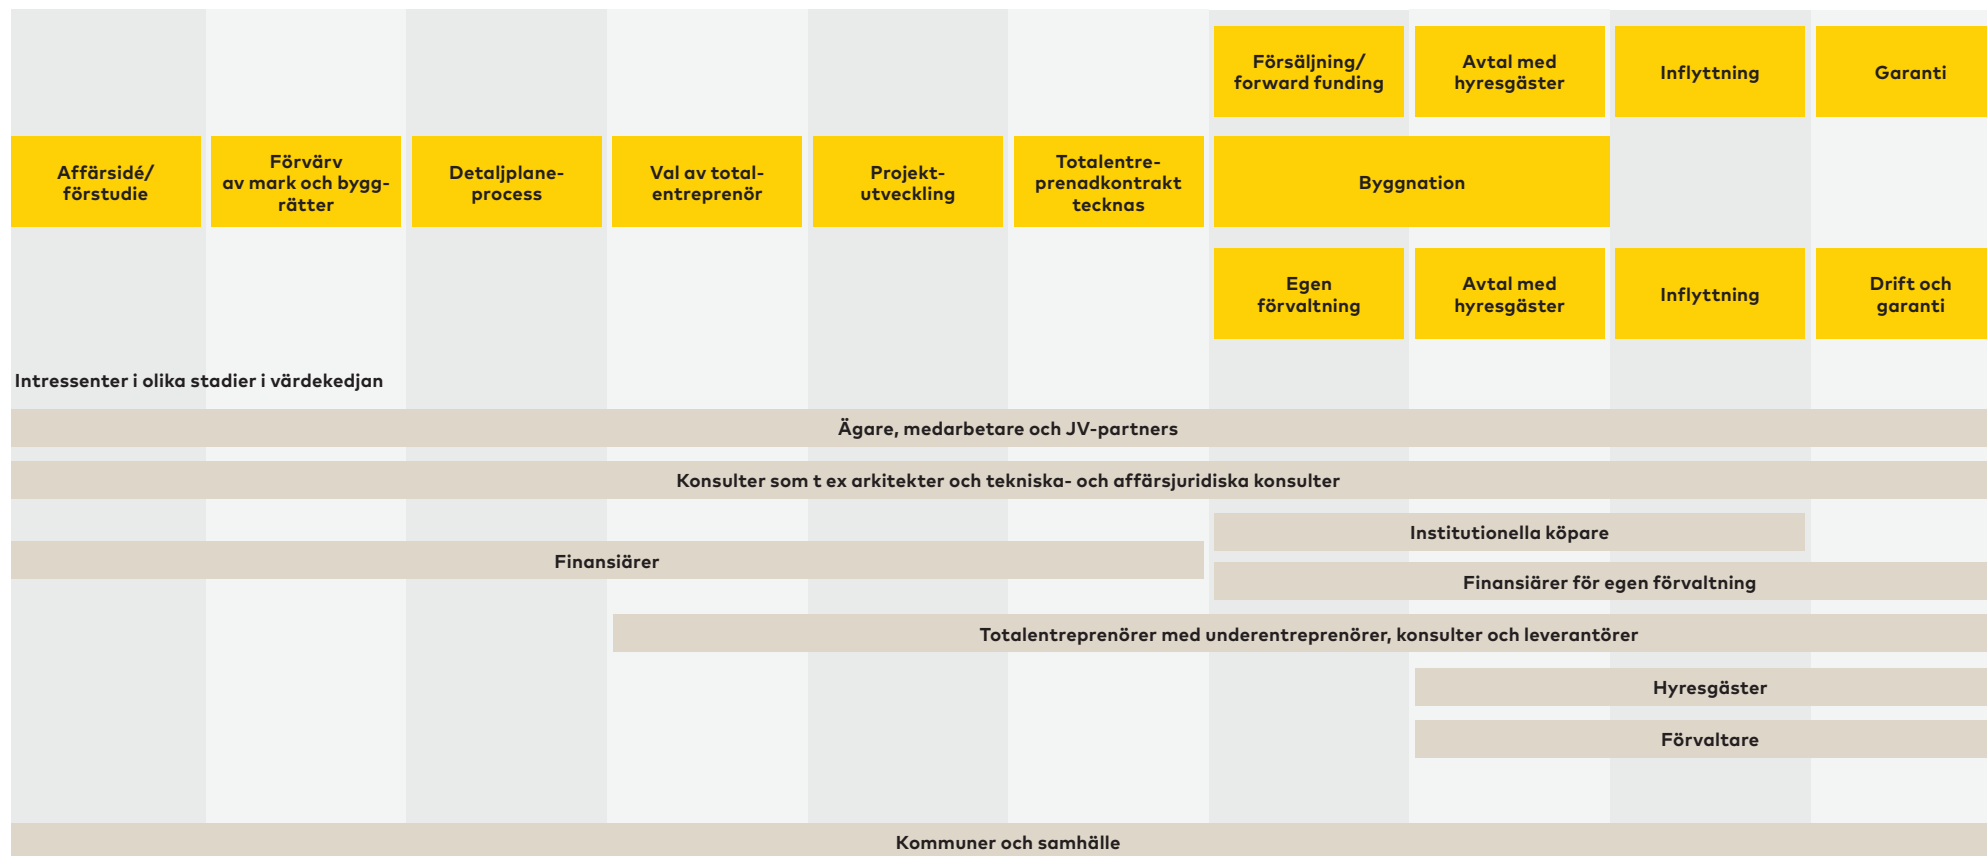 Försäljning/
forward funding
Avtal med
hyresgäster
Inflyttning
Garanti
Affärsidé/
förstudie
Förvärv
av mark och bygg-
rätter
Detaljplane-
process
Val av total-
entreprenör
Projekt-
utveckling
Totalentre-
prenadkontrakt
tecknas
Byggnation
Egen
förvaltning
Avtal med
hyresgäster
Inflyttning
Drift och
garanti
Intressenter i olika stadier i värdekedjan
Ägare, medarbetare och JV-partners
Konsulter som t ex arkitekter och tekniska- och affärsjuridiska konsulter
Institutionella köpare
Finansiärer
Finansiärer för egen förvaltning
Totalentreprenörer med underentreprenörer, konsulter och leverantörer
Hyresgäster
Förvaltare
Kommuner och samhälle